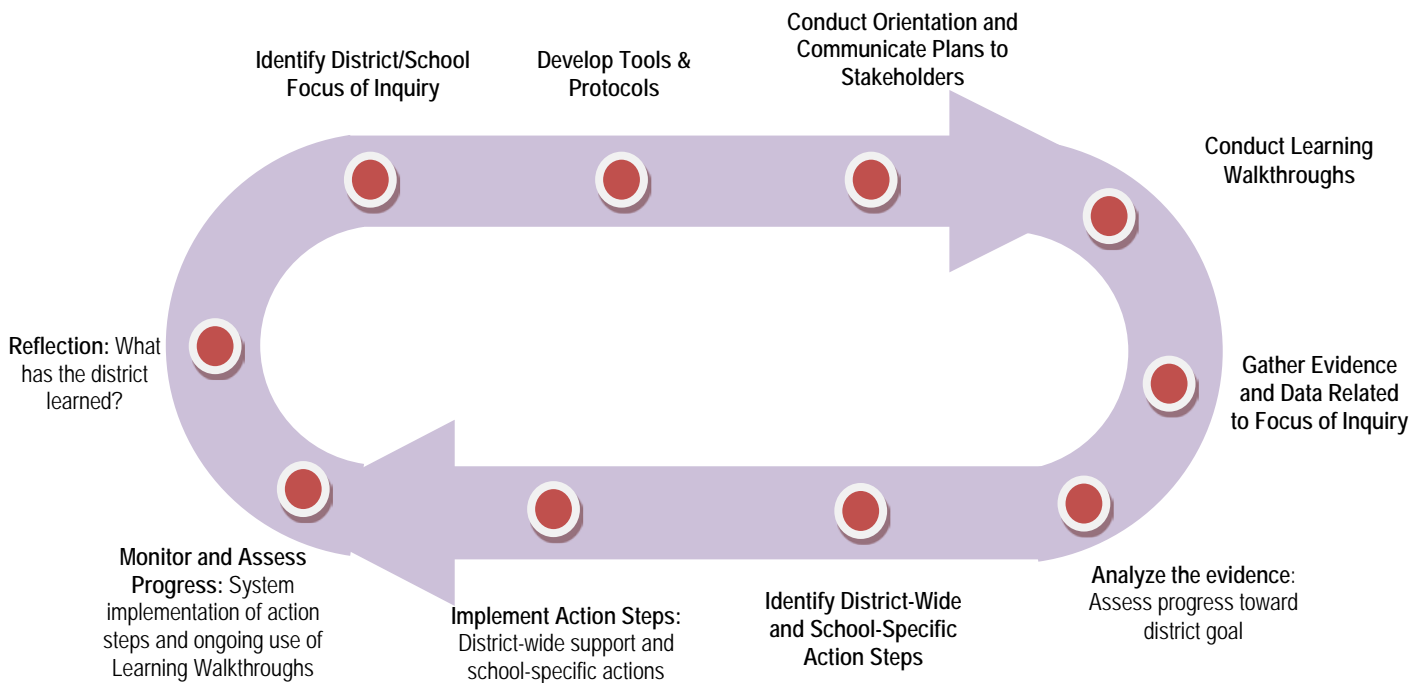 Identify District/School
Focus of Inquiry
Develop Tools &
Protocols
Conduct Orientation and
Communicate Plans to
Stakeholders
Conduct Learning
Walkthroughs
Gather Evidence
and Data Related
to Focus of Inquiry
Analyze the evidence:
Assess progress toward
district goal
Identify District-Wide
and School-Specific
Action Steps
Implement Action Steps:
District-wide support and
school-specific actions
Monitor and Assess
Progress: System
implementation of action
steps and ongoing use of
Learning Walkthroughs
Reflection: What
has the district
learned?